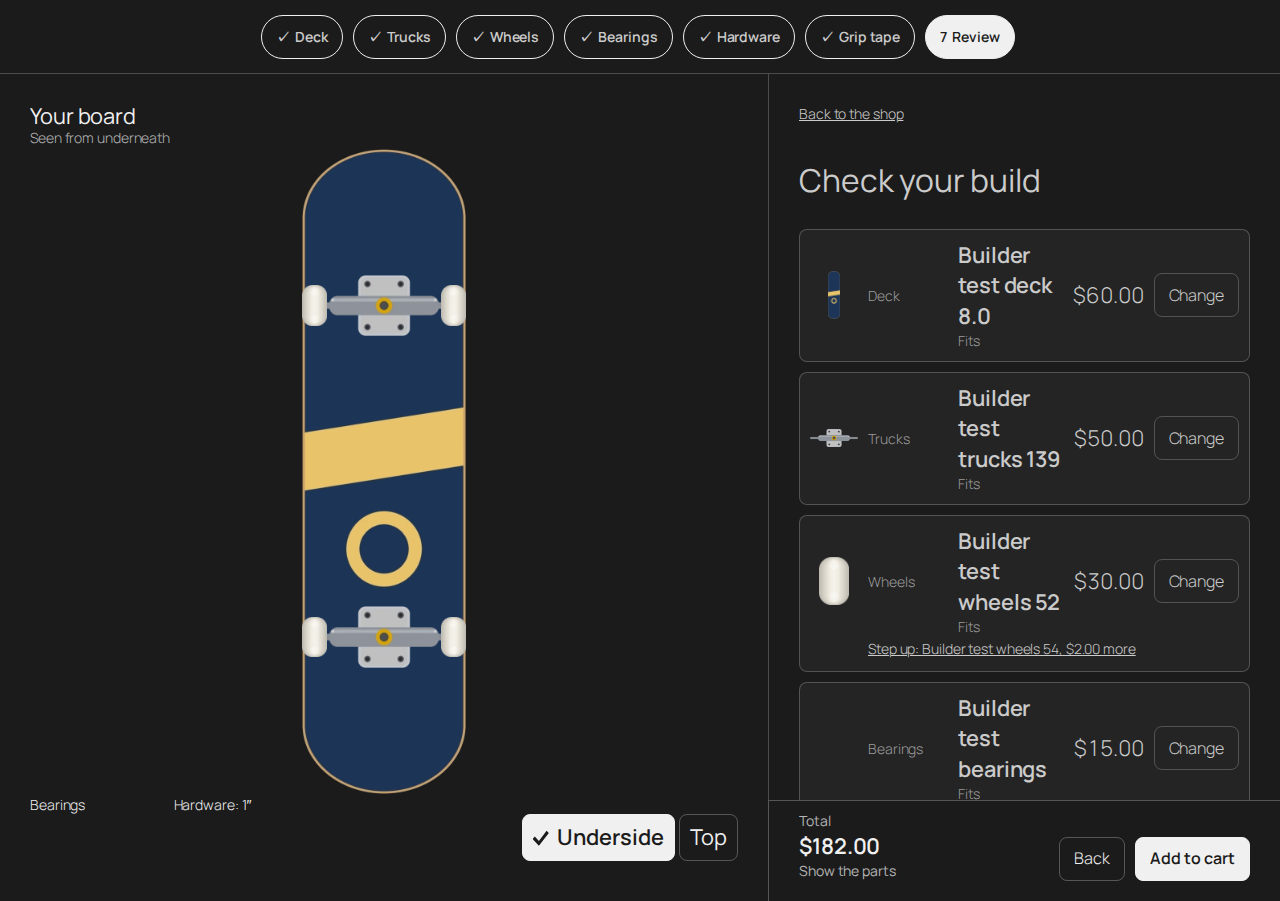 ✓ Deck
✓ Trucks
✓ Wheels
✓ Bearings
✓ Hardware
✓ Grip tape
7 Review
Your board
Seen from underneath
Bearings
Hardware: 1″
✓ Underside
Top
Back to the shop
Check your build
Deck
Builder
test deck
8.0
Fits
$60.00
Change
Trucks
Builder
test
trucks 139
Fits
$50.00
Change
Wheels
Builder
test
wheels 52
Fits
$30.00
Change
Step up: Builder test wheels 54, $2.00 more
Bearings
Builder
test
bearings
Fits
$15.00
Change
Total
$182.00
Show the parts
Back
Add to cart